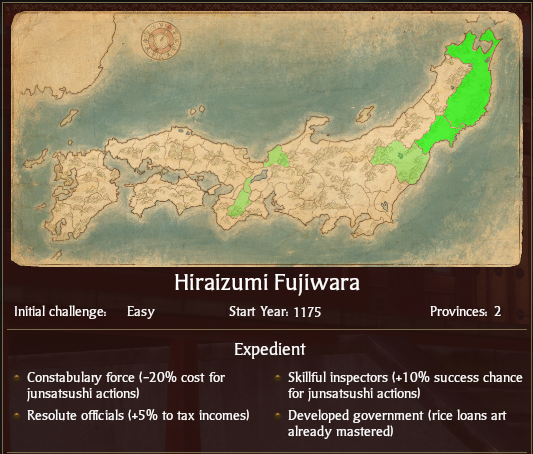 Hiraizumi Fujiwara
Initial challenge: Easy Start Year: 1175 Provinces: 2
Expedient
Constabulary force (-20% cost for
junsatsushi actions)
Resolute officials (+5% to tax incomes)
Skillful inspectors (+10% success chance
for junsatsushi actions)
Developed government (rice loans art
already mastered)